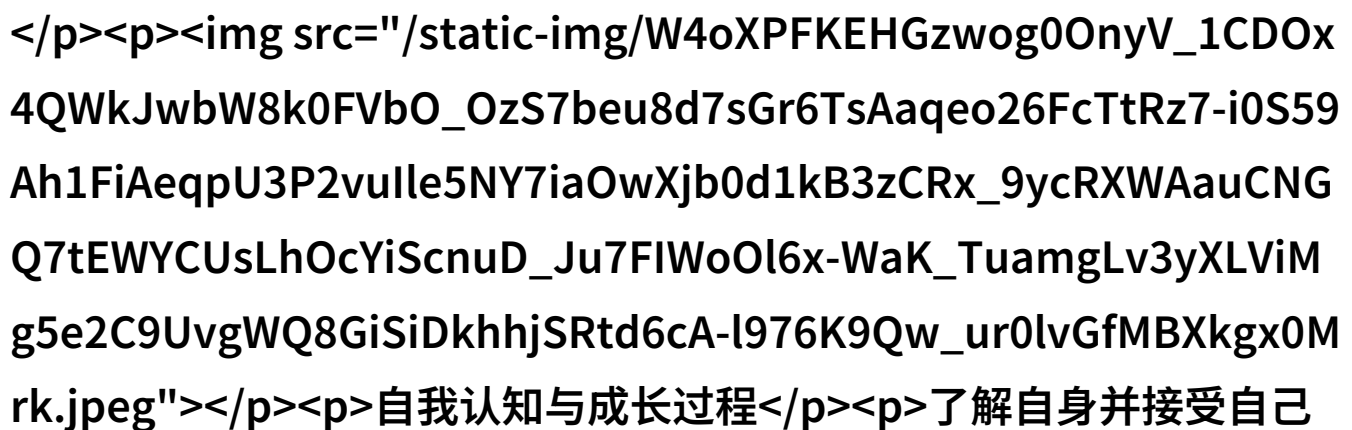 </p><p><img src="/static-img/W4oXPFKEHGzwog0OnyV_1CDOx
4QWkJwbW8k0FVbO_OzS7beu8d7sGr6TsAaqeo26FcTtRz7-i0S59
Ah1FiAeqpU3P2vuIle5NY7iaOwXjb0d1kB3zCRx_9ycRXWAauCNG
Q7tEWYCUsLhOcYiScnuD_Ju7FIWoOl6x-WaK_TuamgLv3yXLViM
g5e2C9UvgWQ8GiSiDkhhjSRtd6cA-l976K9Qw_ur0lvGfMBXkgx0M
rk.jpeg"></p><p>自我认知与成长过程</p><p>了解自身并接受自己